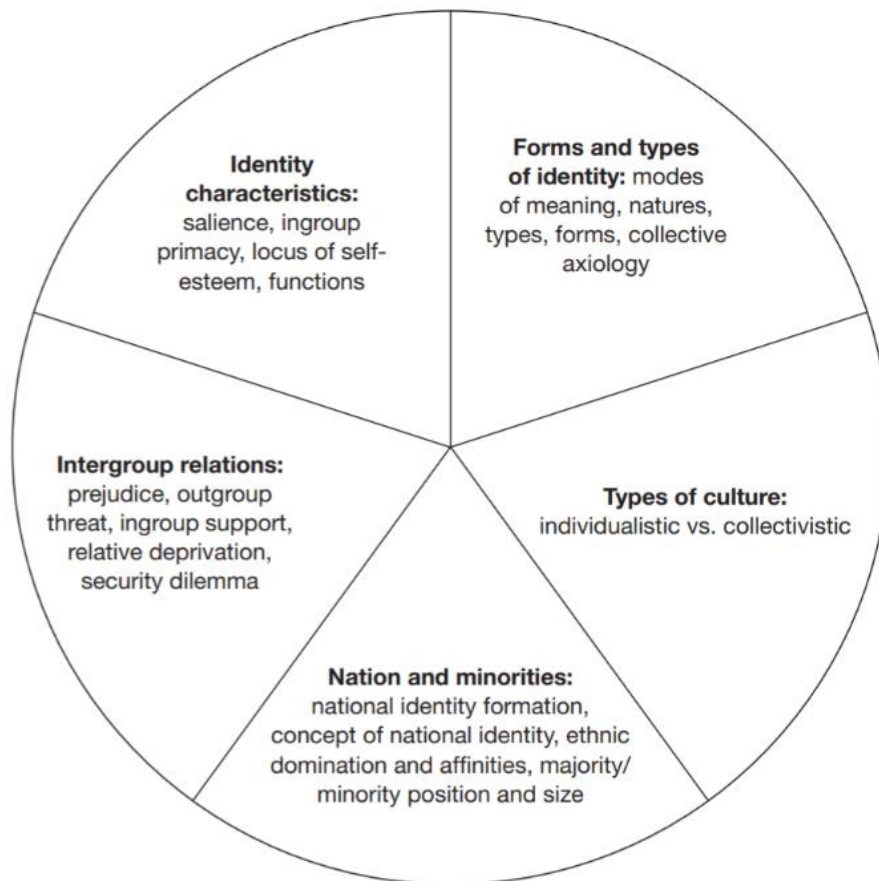 Identity
characteristics:
salience, ingroup
primacy, locus of self-
esteem, functions
Forms and types
of identity: modes
of meaning, natures,
types, forms, collective
axiology
Types of culture:
individualistic vs. collectivistic
Nation and minorities:
national identity formation,
concept of national identity, ethnic
domination and affinities, majority/
minority position and size
Intergroup relations:
prejudice, outgroup
threat, ingroup support,
relative deprivation,
security dilemma